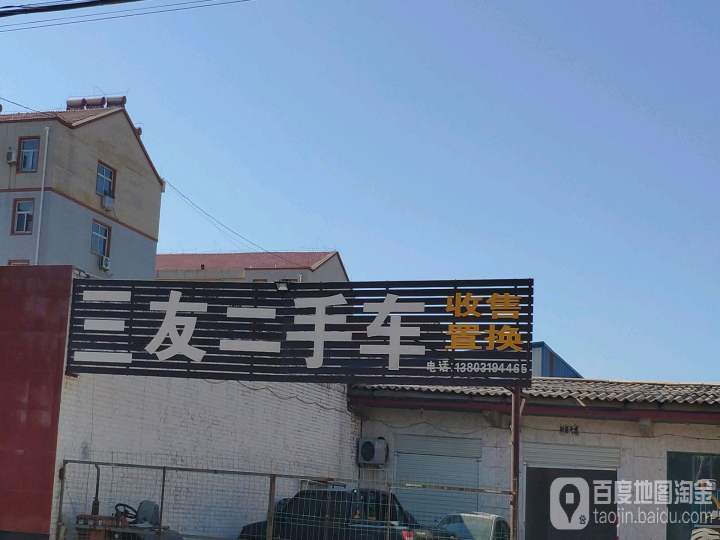 三友二手车
收售
置换
电话:13803194465
百度地图淘金
taojin.baidu.com